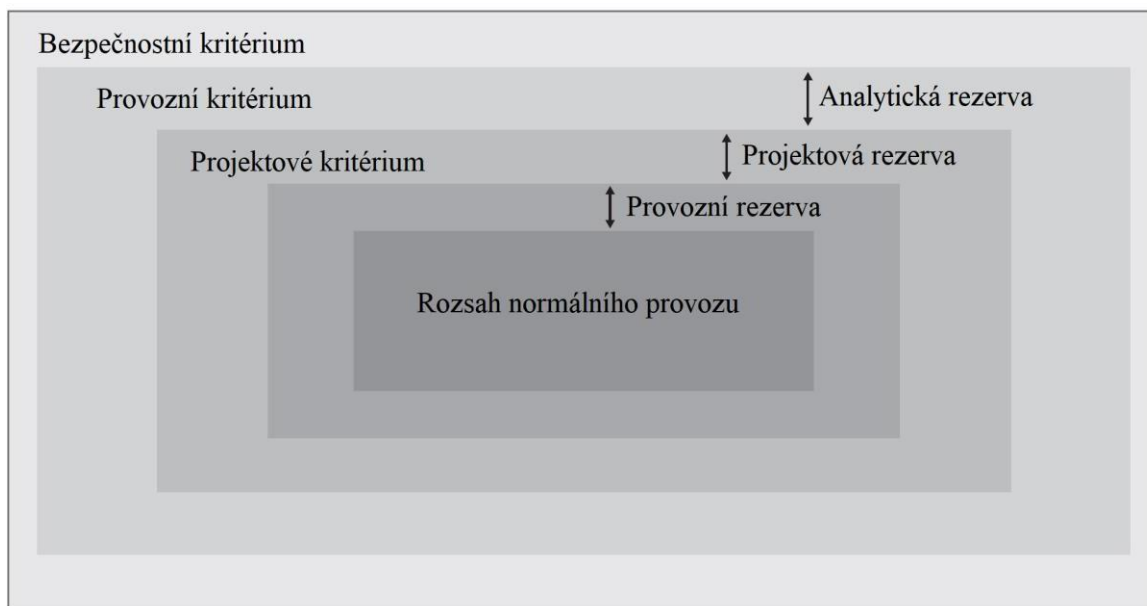 Bezpečnostní kritérium
Provozní kritérium
Analytická rezerva
Projektové kritérium
Projektová rezerva
Provozní rezerva
Rozsah normálního provozu